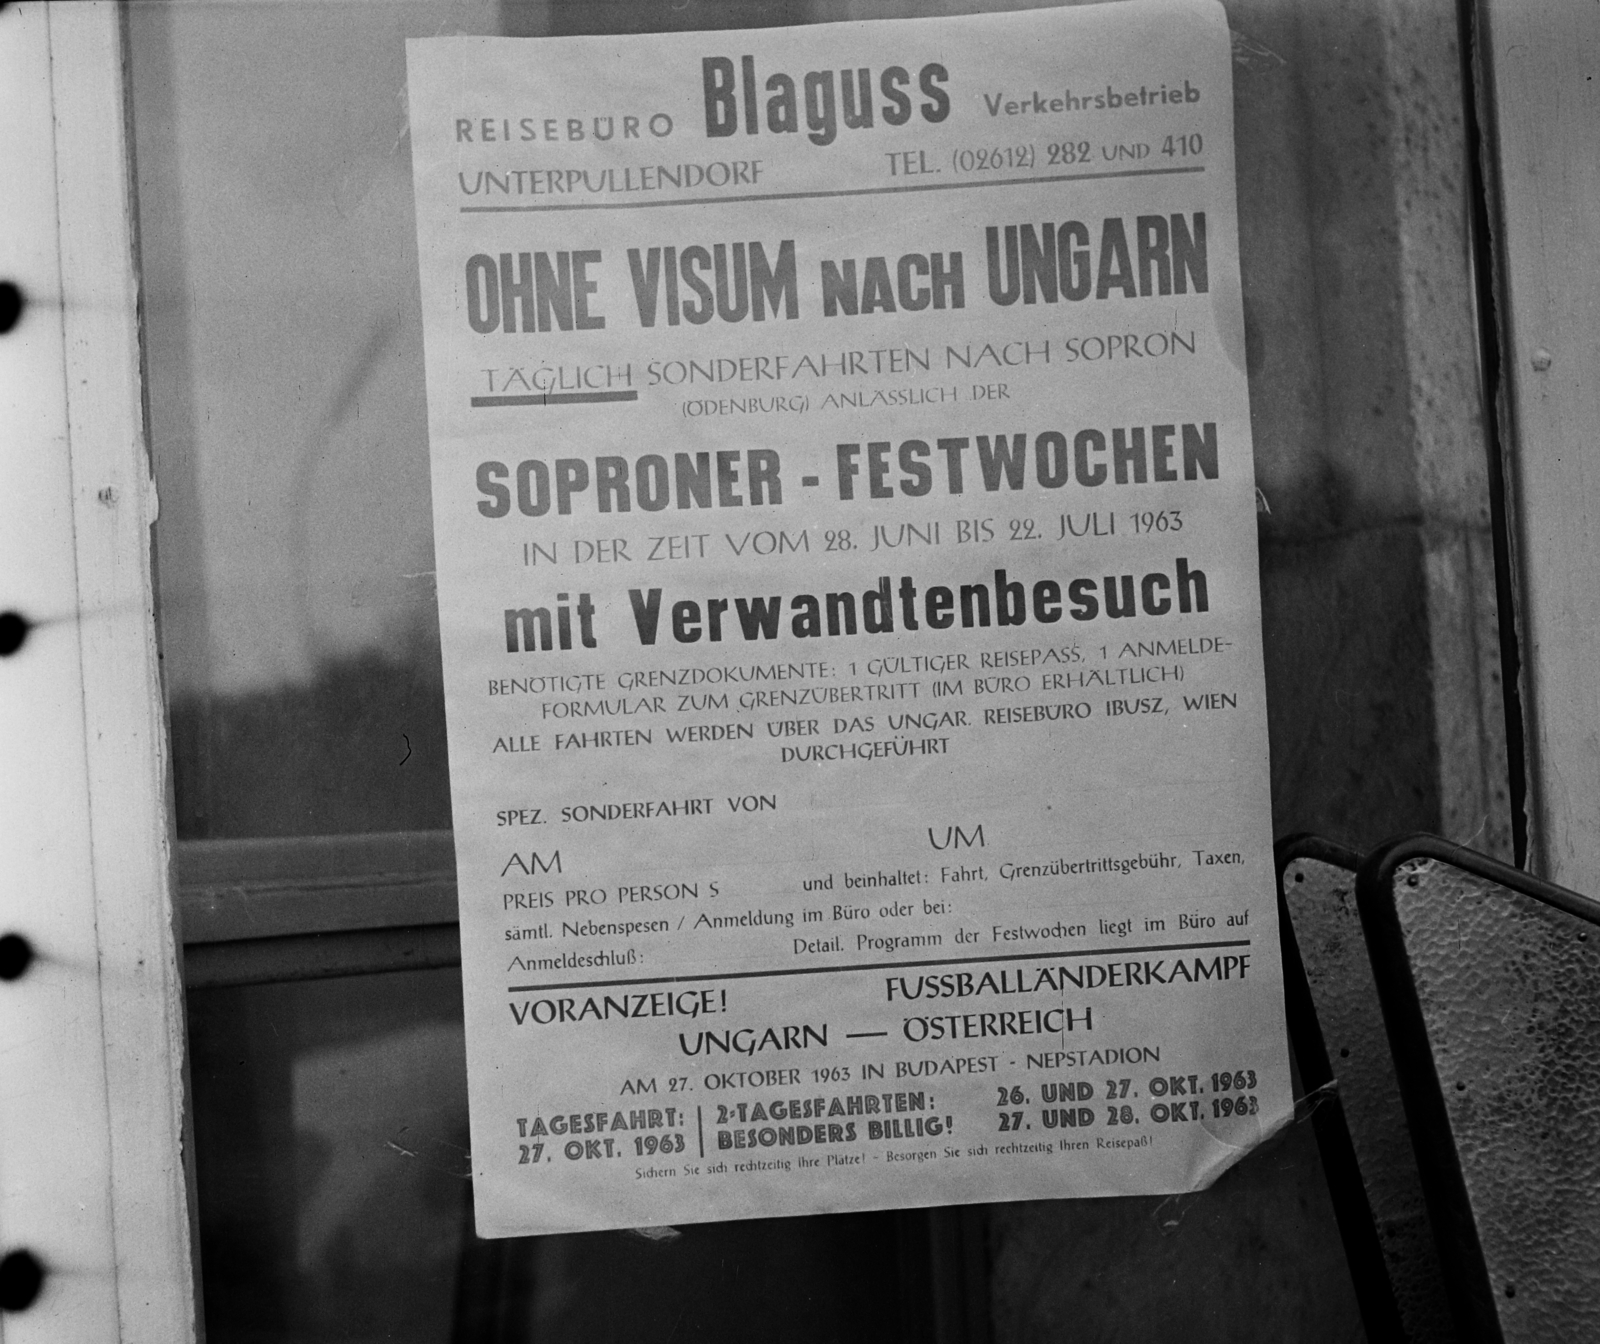 REISEBÜRO Blaguss Verkehrsbetrieb
UNTERPULLENDORF TEL. (02612) 282 UND 410
OHNE VISUM NACH UNGARN
TÄGLICH SONDERFAHRTEN NACH SOPRON
(ÖDENBURG) ANLÄSSLICH DER
SOPRONER - FESTWOCHEN
IN DER ZEIT VOM 28. JUNI BIS 22. JULI 1963
mit Verwandtenbesuch
BENÖTIGTE GRENZDOKUMENTE: 1 GÜLTIGER REISEPASS, 1 ANMELDE-
FORMULAR ZUM GRENZÜBERTRITT (IM BÜRO ERHÄLTLICH)
ALLE FAHRTEN WERDEN ÜBER DAS UNGAR. REISEBÜRO IBUSZ, WIEN
DURCHGEFÜHRT
SPEZ. SONDERFAHRT VON
AM UM
PREIS PRO PERSON S und beinhaltet: Fahrt, Grenzübertrittsgebühr, Taxen,
sämtl. Nebenspesen / Anmeldung im Büro oder bei:
Anmeldeschluß: Detail. Programm der Festwochen liegt im Büro auf
VORANZEIGE! FUSSBALLÄNDERKAMPF
UNGARN — ÖSTERREICH
AM 27. OKTOBER 1963 IN BUDAPEST - NEPSTADION
TAGESFAHRT: 2-TAGESFAHRTEN: 26. UND 27. OKT. 1963
27. OKT. 1963 BESONDERS BILLIG! 27. UND 28. OKT. 1963
Sichern Sie sich rechtzeitig Ihre Plätze! - Besorgen Sie sich rechtzeitig Ihren Reisepaß!